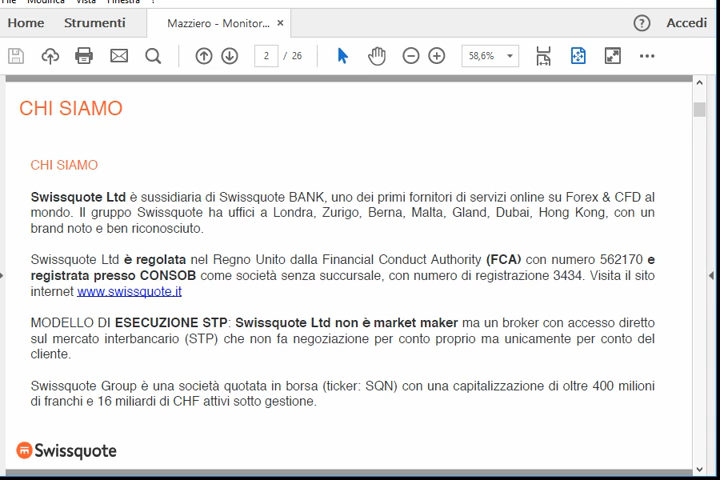 File Modifica Vista Finestra ?
Home Strumenti Mazziero - Monitor... × ? Accedi
2 / 26 58,6%
CHI SIAMO
CHI SIAMO
Swissquote Ltd è sussidiaria di Swissquote BANK, uno dei primi fornitori di servizi online su Forex & CFD al
mondo. Il gruppo Swissquote ha uffici a Londra, Zurigo, Berna, Malta, Gland, Dubai, Hong Kong, con un
brand noto e ben riconosciuto.
Swissquote Ltd è regolata nel Regno Unito dalla Financial Conduct Authority (FCA) con numero 562170 e
registrata presso CONSOB come società senza succursale, con numero di registrazione 3434. Visita il sito
internet www.swissquote.it
MODELLO DI ESECUZIONE STP: Swissquote Ltd non è market maker ma un broker con accesso diretto
sul mercato interbancario (STP) che non fa negoziazione per conto proprio ma unicamente per conto del
cliente.
Swissquote Group è una società quotata in borsa (ticker: SQN) con una capitalizzazione di oltre 400 milioni
di franchi e 16 miliardi di CHF attivi sotto gestione.
Swissquote